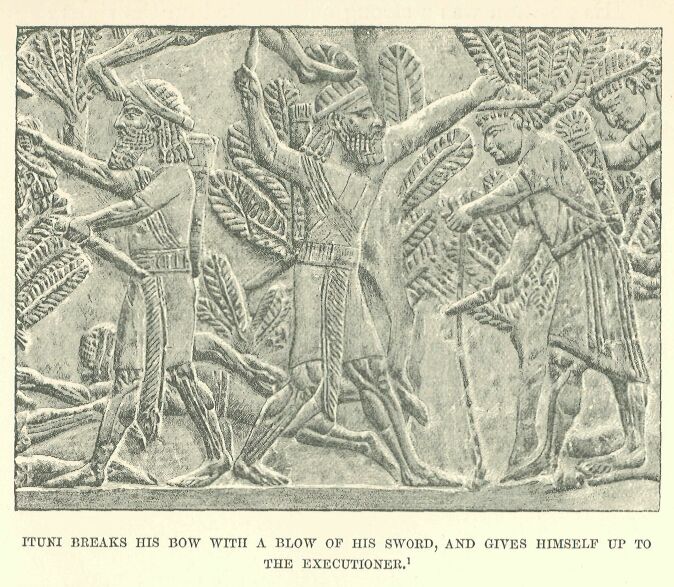 ITUNI BREAKS HIS BOW WITH A BLOW OF HIS SWORD, AND GIVES HIMSELF UP TO
THE EXECUTIONER.¹